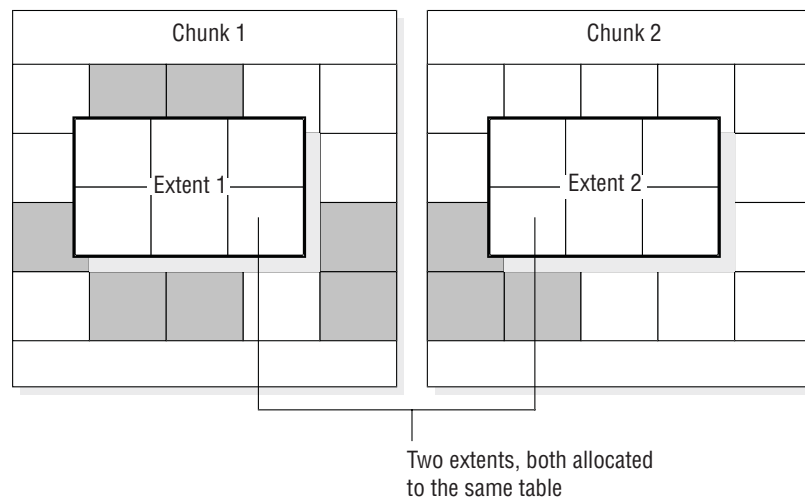 Chunk 1
Chunk 2
Extent 1
Extent 2
Two extents, both allocated
to the same table